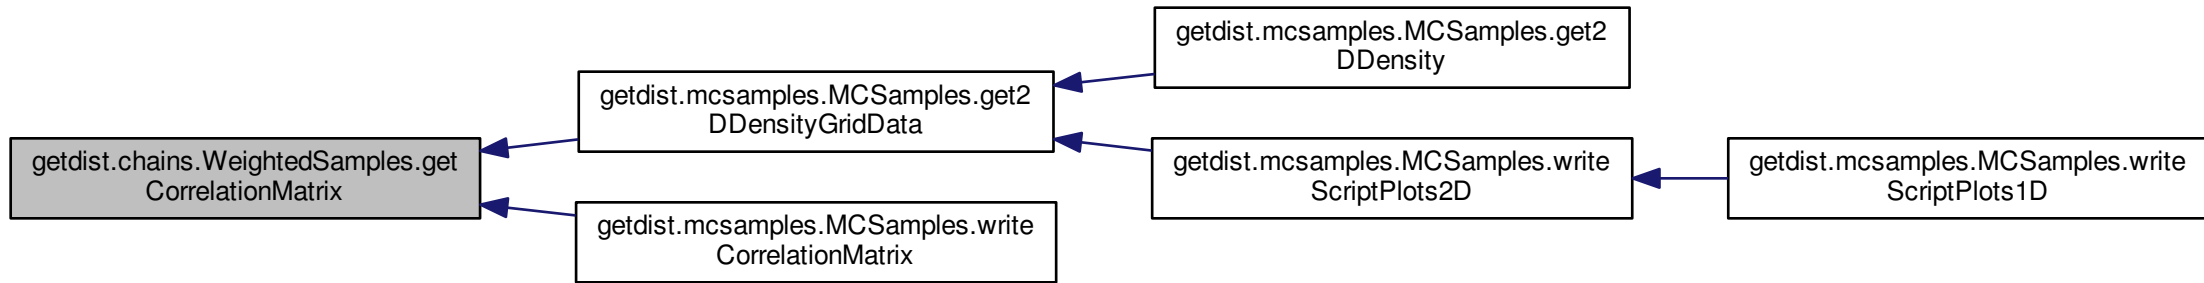 getdist.mcsamples.MCSamples.get2
DDensity
getdist.mcsamples.MCSamples.get2
DDensityGridData
getdist.chains.WeightedSamples.get
CorrelationMatrix
getdist.mcsamples.MCSamples.write
ScriptPlots2D
getdist.mcsamples.MCSamples.write
ScriptPlots1D
getdist.mcsamples.MCSamples.write
CorrelationMatrix